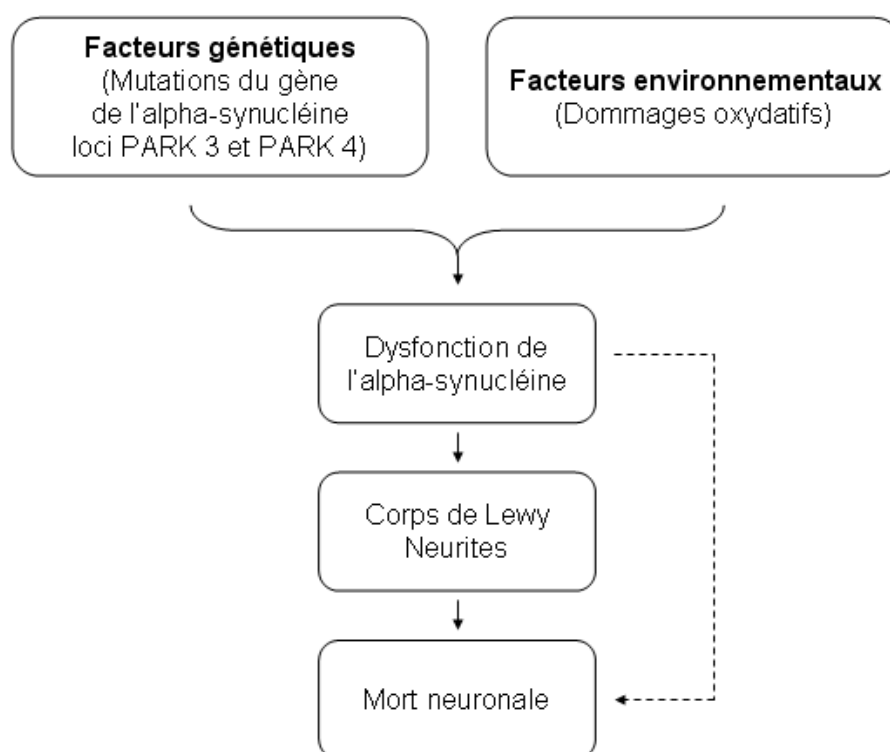 Facteurs génétiques
(Mutations du gène
de l'alpha-synucléine
loci PARK 3 et PARK 4)
Facteurs environnementaux
(Dommages oxydatifs)
Dysfonction de
l'alpha-synucléine
Corps de Lewy
Neurites
Mort neuronale